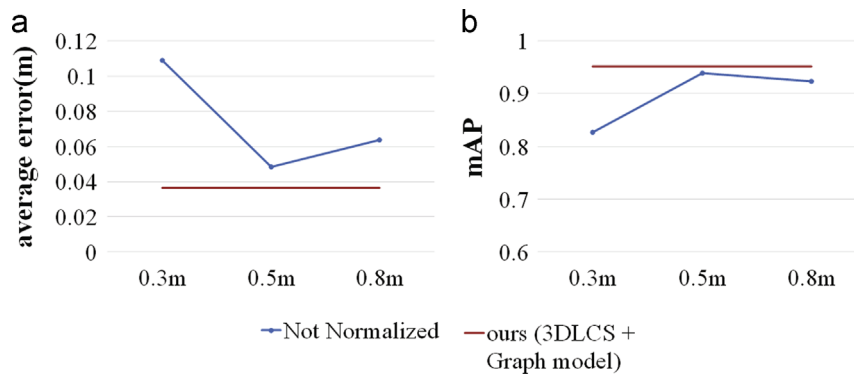 a
b
average error(m)
0.12
0.1
0.08
0.06
0.04
0.02
0
0.3m 0.5m 0.8m
mAP
1
0.9
0.8
0.7
0.6
0.3m 0.5m 0.8m
Not Normalized
ours (3DLCS +
Graph model)